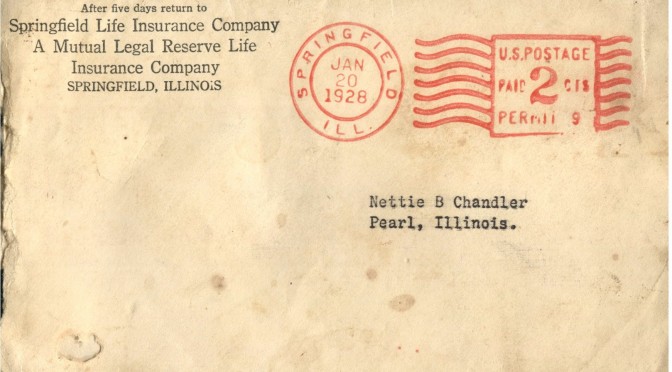 After five days return to
Springfield Life Insurance Company
A Mutual Legal Reserve Life
Insurance Company
SPRINGFIELD, ILLINOIS
SPRINGFIELD
JAN
20
1928
ILL.
U.S. POSTAGE
PAID 2 CTS
PERMIT 9
Nettie B Chandler
Pearl, Illinois.